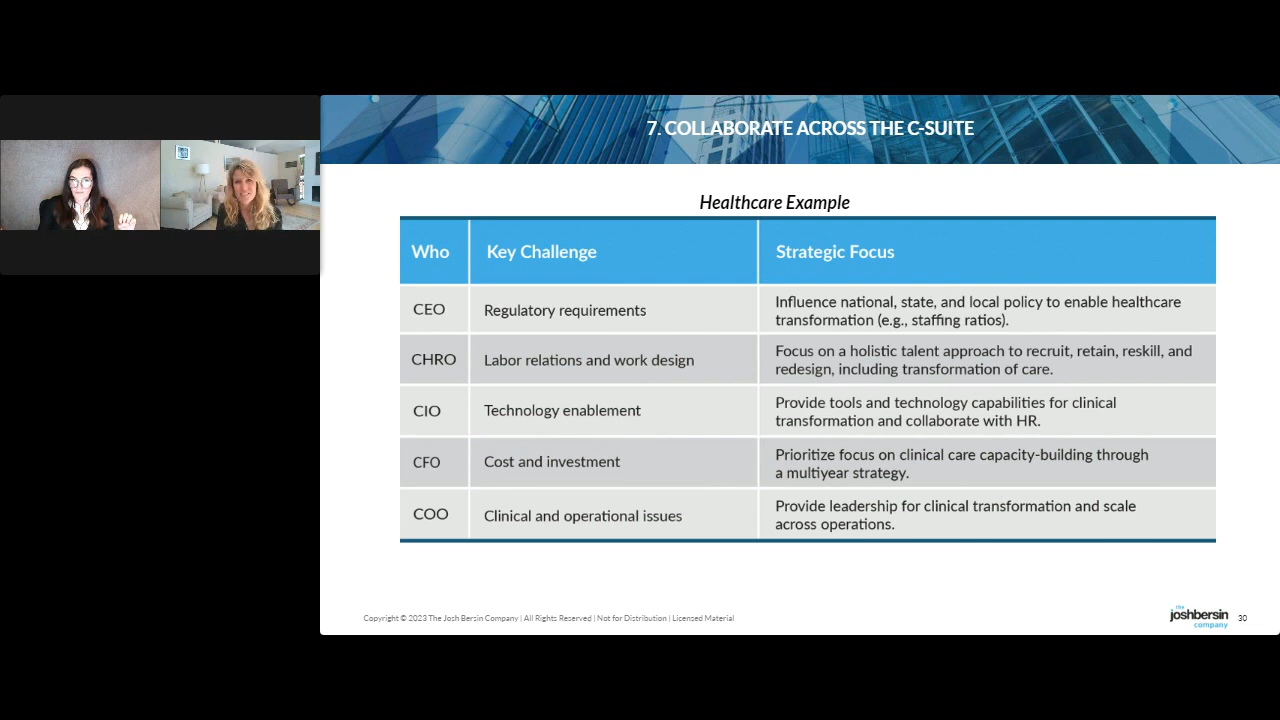 7. COLLABORATE ACROSS THE C-SUITE
Healthcare Example
Who
Key Challenge
Strategic Focus
CEO
Regulatory requirements
Influence national, state, and local policy to enable healthcare
transformation (e.g., staffing ratios).
CHRO
Labor relations and work design
Focus on a holistic talent approach to recruit, retain, reskill, and
redesign, including transformation of care.
CIO
Technology enablement
Provide tools and technology capabilities for clinical
transformation and collaborate with HR.
CFO
Cost and investment
Prioritize focus on clinical care capacity-building through
a multiyear strategy.
COO
Clinical and operational issues
Provide leadership for clinical transformation and scale
across operations.
Copyright © 2023 The Josh Bersin Company | All Rights Reserved | Not for Distribution | Licensed Material
the
joshbersin
company
30